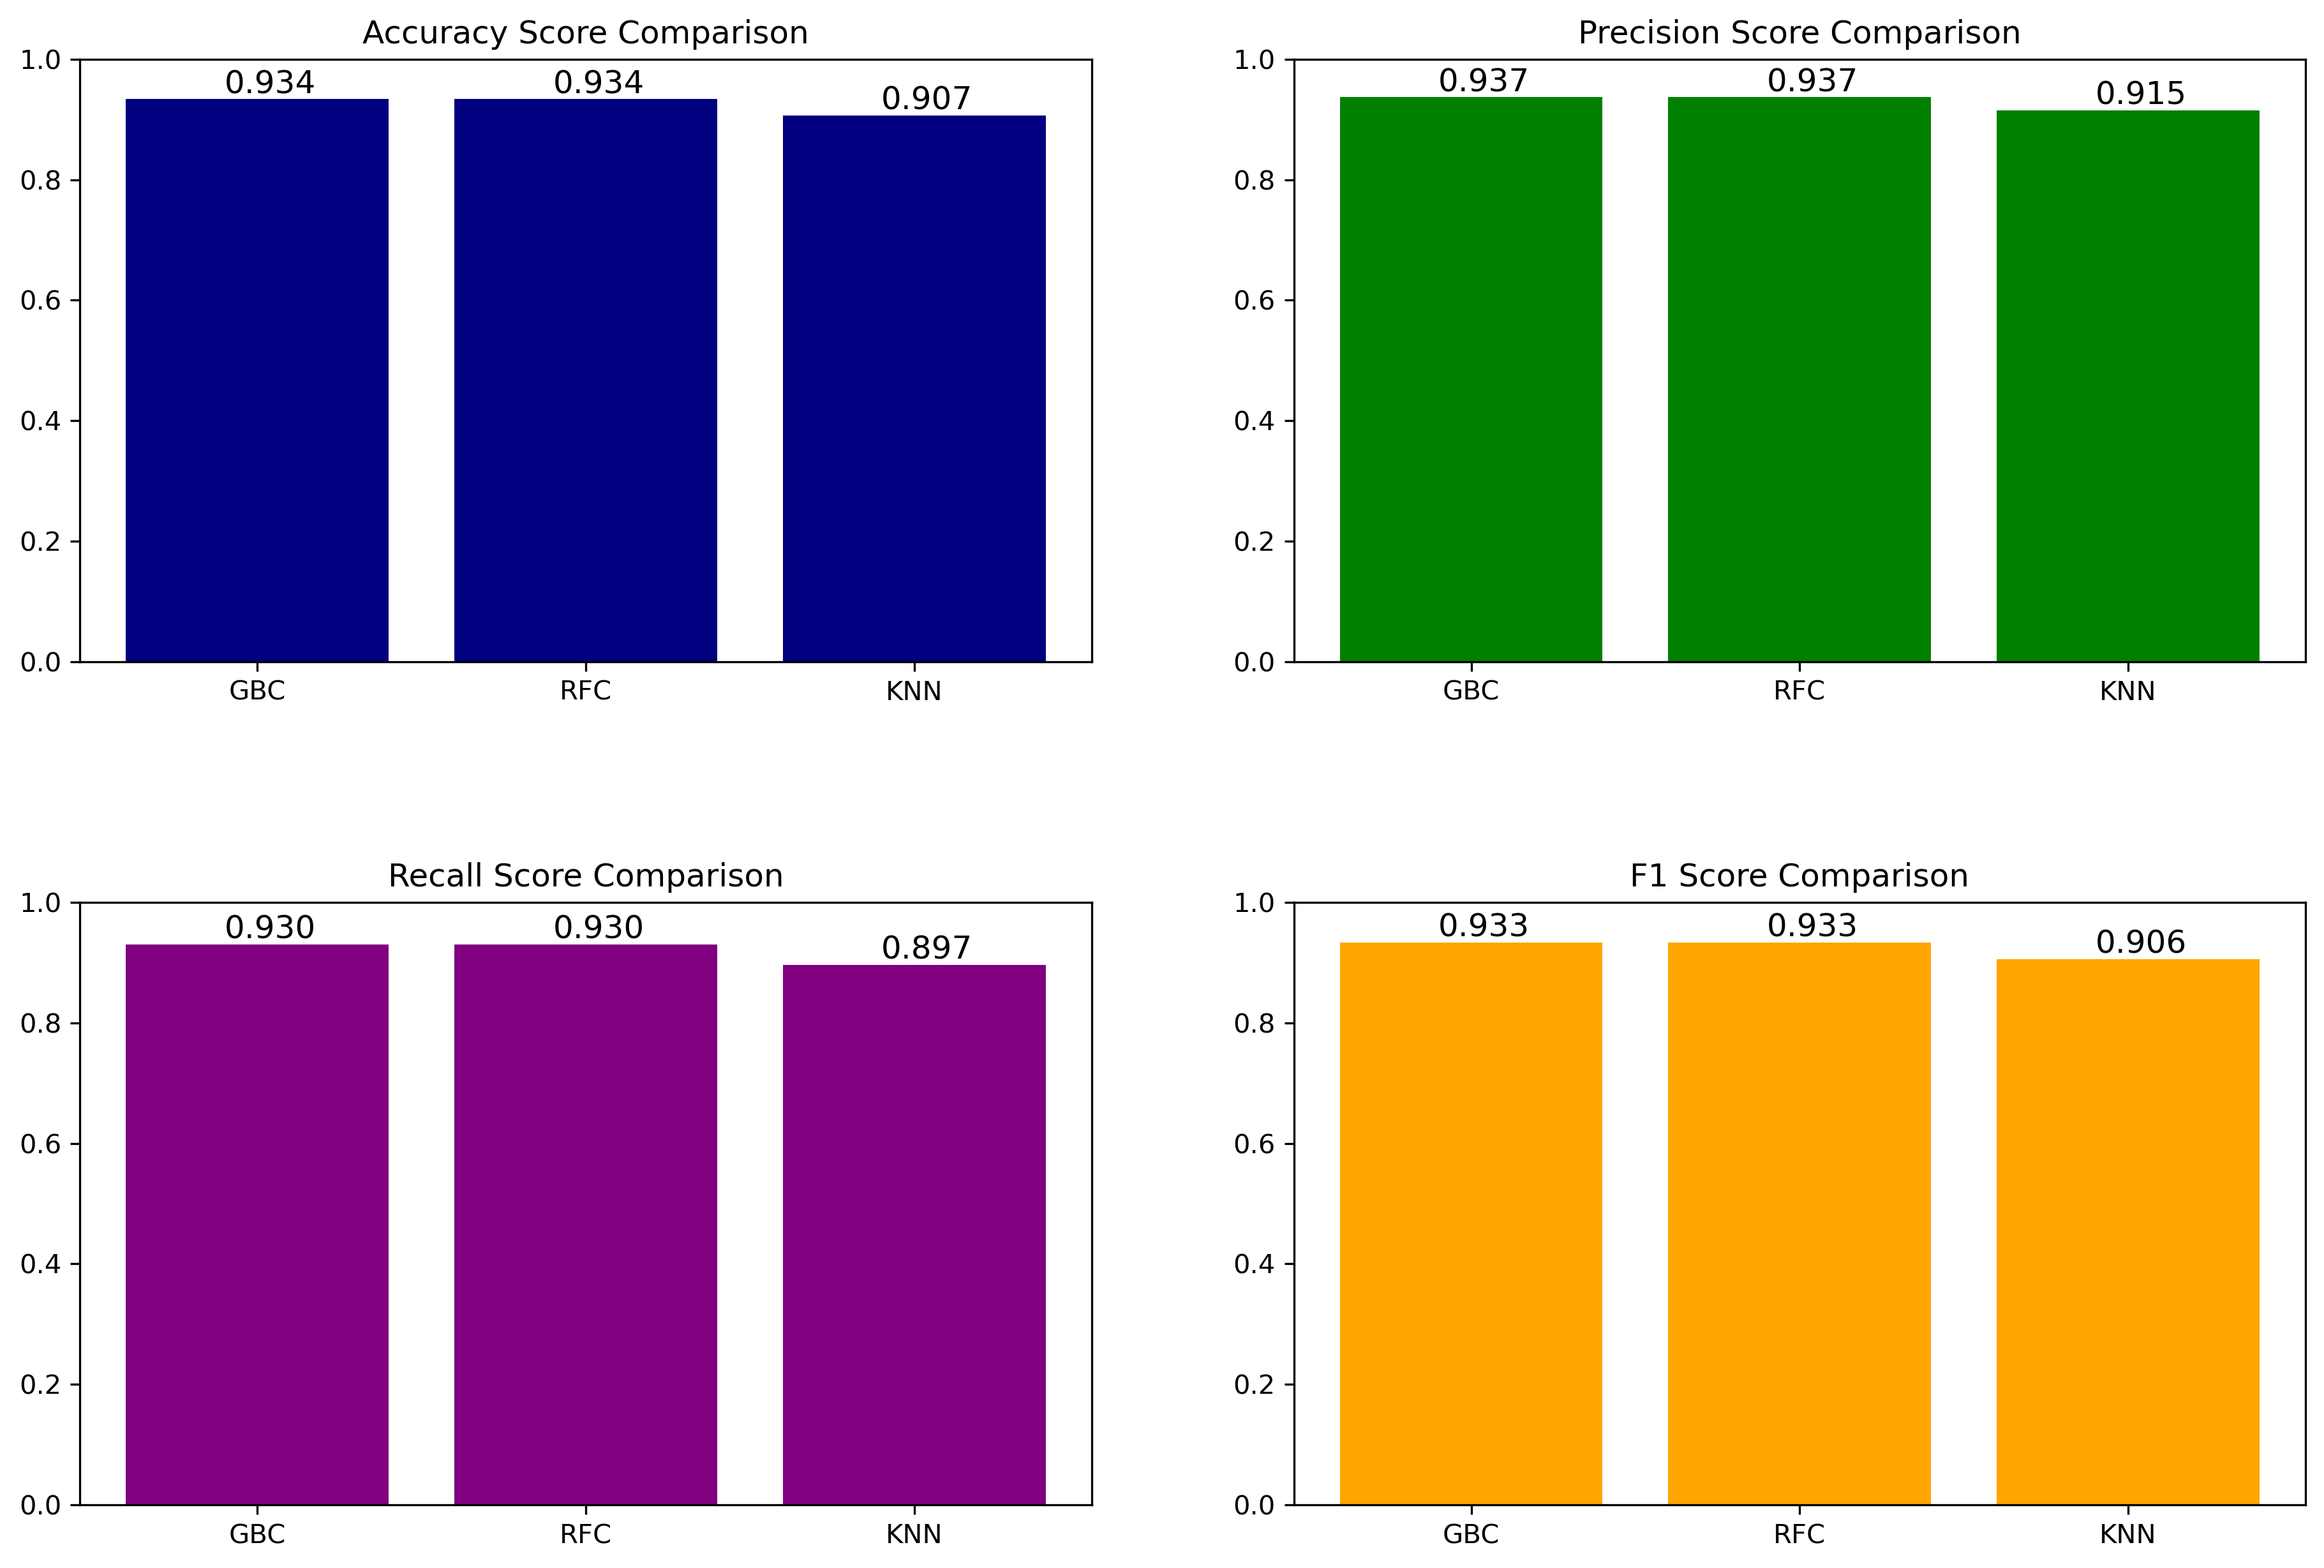 Accuracy Score Comparison
1.0
0.8
0.6
0.4
0.2
0.0
0.934
0.934
0.907
GBC
RFC
KNN
Precision Score Comparison
1.0
0.8
0.6
0.4
0.2
0.0
0.937
0.937
0.915
GBC
RFC
KNN
Recall Score Comparison
1.0
0.8
0.6
0.4
0.2
0.0
0.930
0.930
0.897
GBC
RFC
KNN
F1 Score Comparison
1.0
0.8
0.6
0.4
0.2
0.0
0.933
0.933
0.906
GBC
RFC
KNN